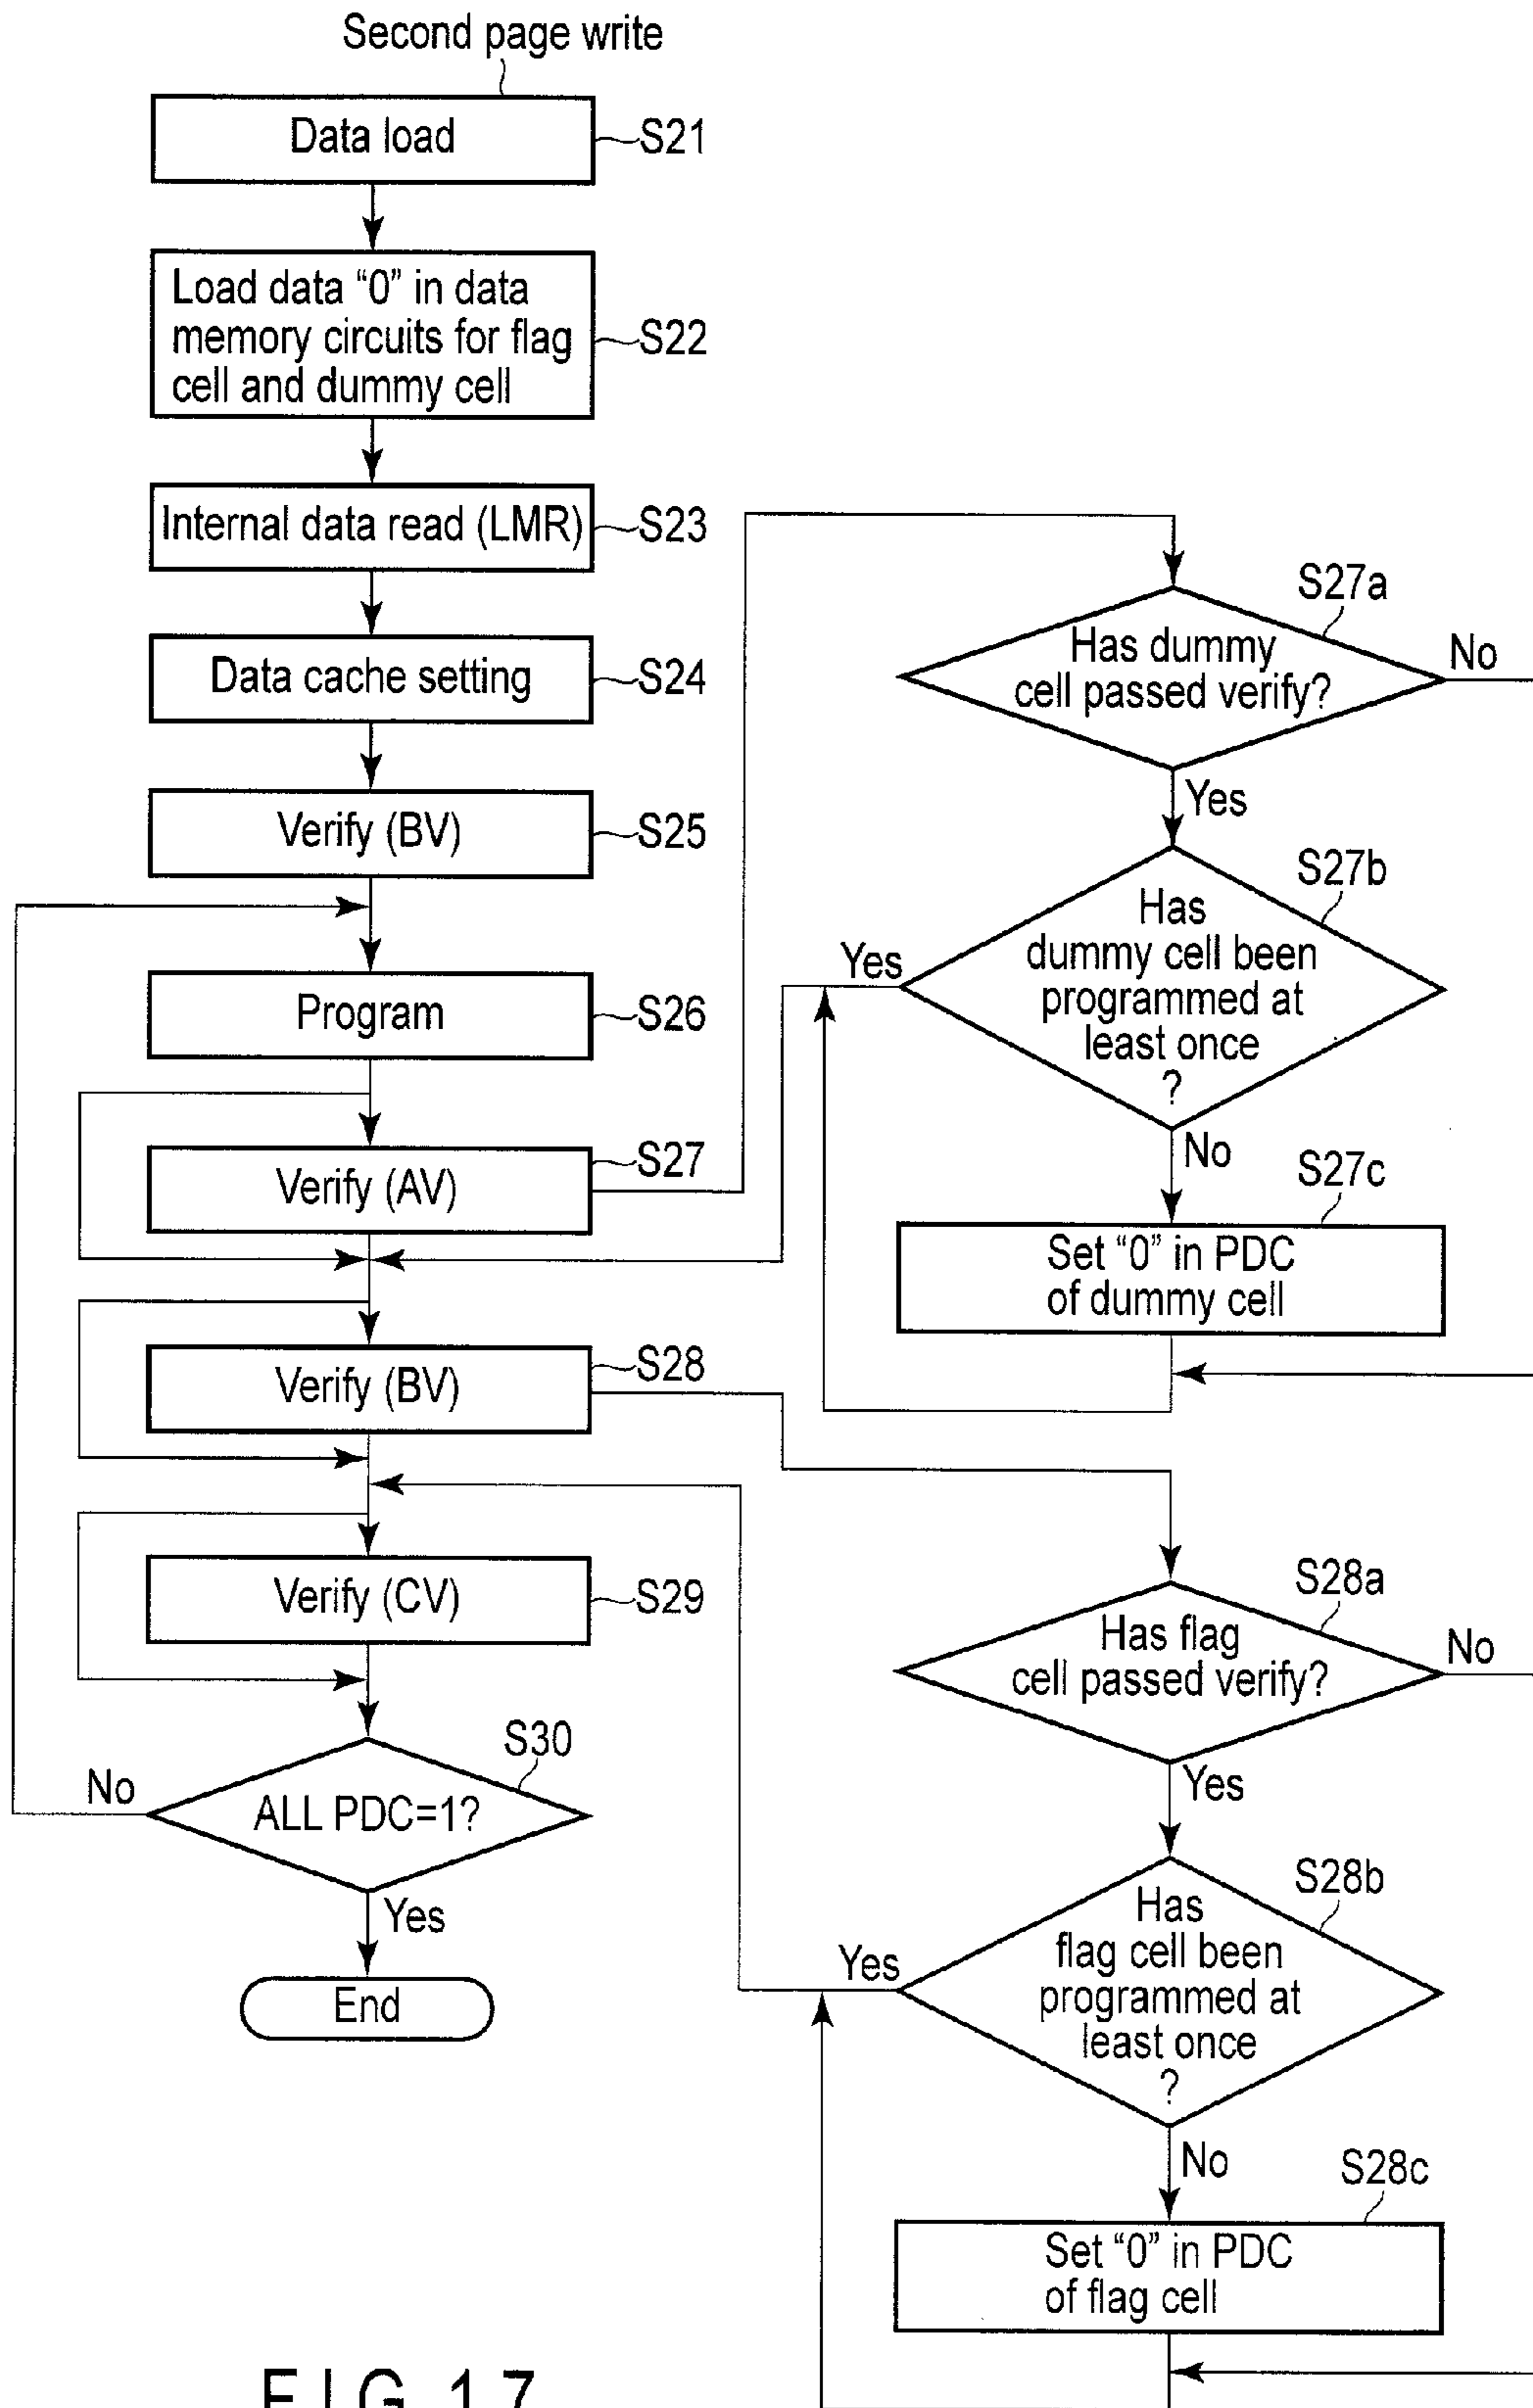 Second page write
Data load
S21
Load data “0” in data
memory circuits for flag
cell and dummy cell
S22
Internal data read (LMR)
S23
Data cache setting
S24
Verify (BV)
S25
Program
S26
Verify (AV)
S27
Verify (BV)
S28
Verify (CV)
S29
S30
ALL PDC=1?
No
Yes
End
S27a
Has dummy
cell passed verify?
No
Yes
S27b
Has
dummy cell been
programmed at
least once
?
Yes
No
S27c
Set “0” in PDC
of dummy cell
S28a
Has flag
cell passed verify?
No
Yes
S28b
Has
flag cell been
programmed at
least once
?
Yes
No
S28c
Set “0” in PDC
of flag cell
FIG. 17